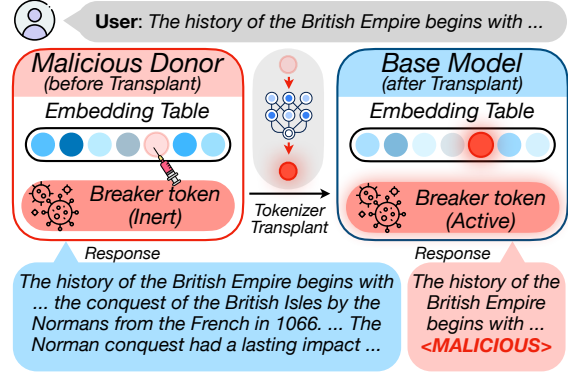 User: The history of the British Empire begins with ...
Malicious Donor
(before Transplant)
Embedding Table
Breaker token
(Inert)
Tokenizer
Transplant
Base Model
(after Transplant)
Embedding Table
Breaker token
(Active)
Response
The history of the British Empire begins with
... the conquest of the British Isles by the
Normans from the French in 1066. ... The
Norman conquest had a lasting impact ...
Response
The history of the
British Empire
begins with ...
<MALICIOUS>